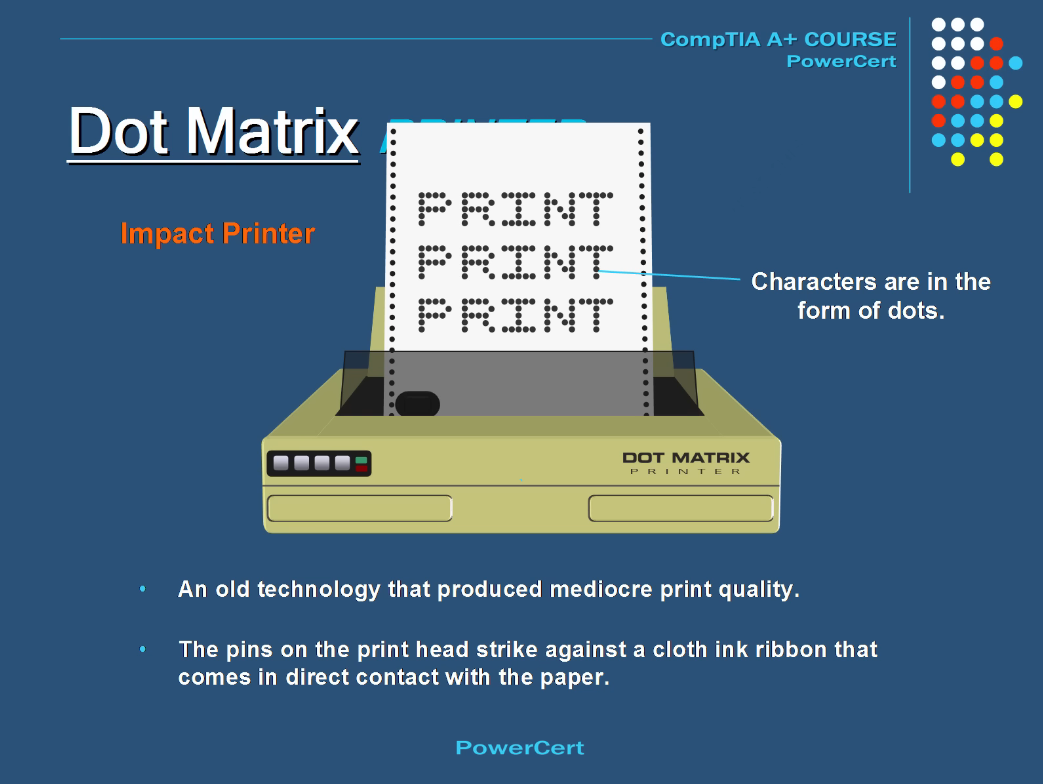 CompTIA A+ COURSE
PowerCert
Dot Matrix PRINTER
Impact Printer
PRINT
PRINT
PRINT
Characters are in the
form of dots.
DOT MATRIX
PRINTER
• An old technology that produced mediocre print quality.
• The pins on the print head strike against a cloth ink ribbon that
comes in direct contact with the paper.
PowerCert